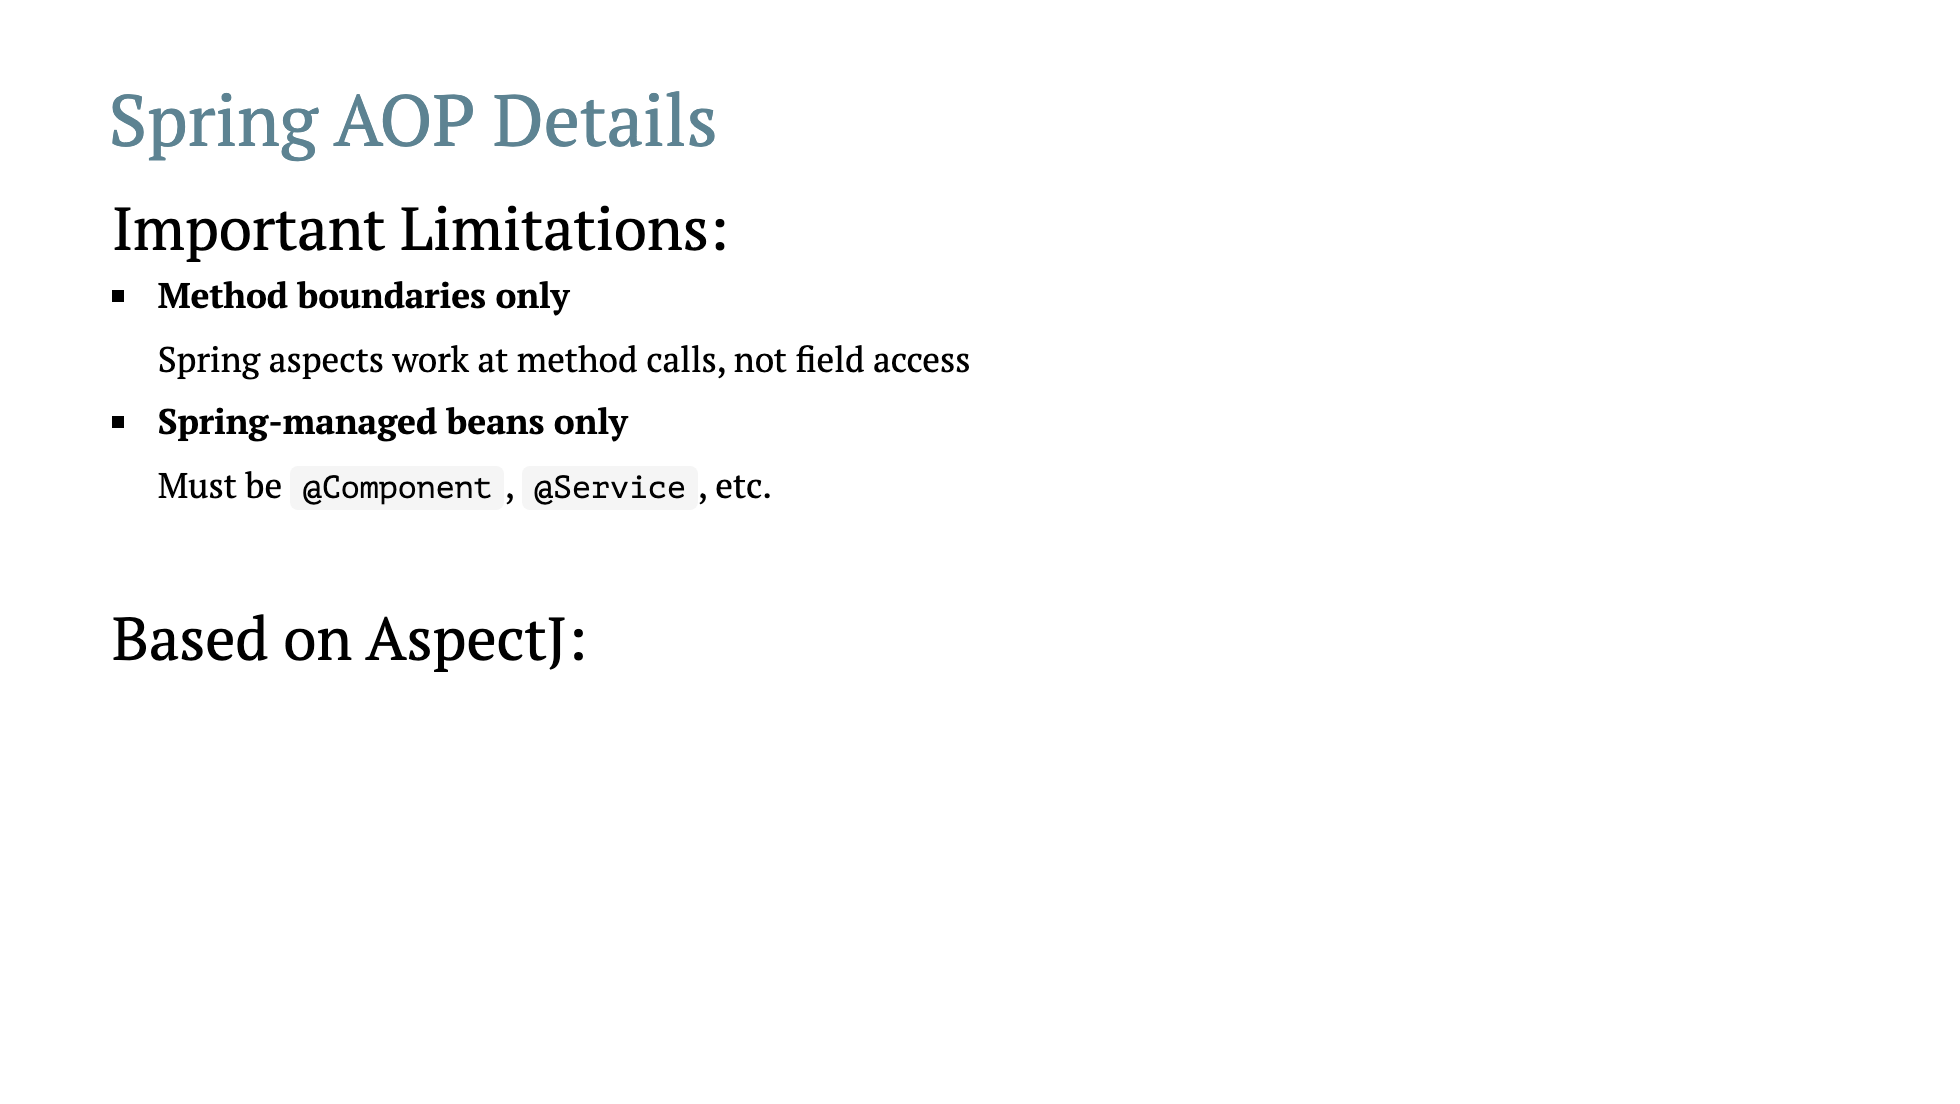 Spring AOP Details
Important Limitations:
▪ Method boundaries only
Spring aspects work at method calls, not field access
▪ Spring-managed beans only
Must be @Component, @Service, etc.
Based on AspectJ: